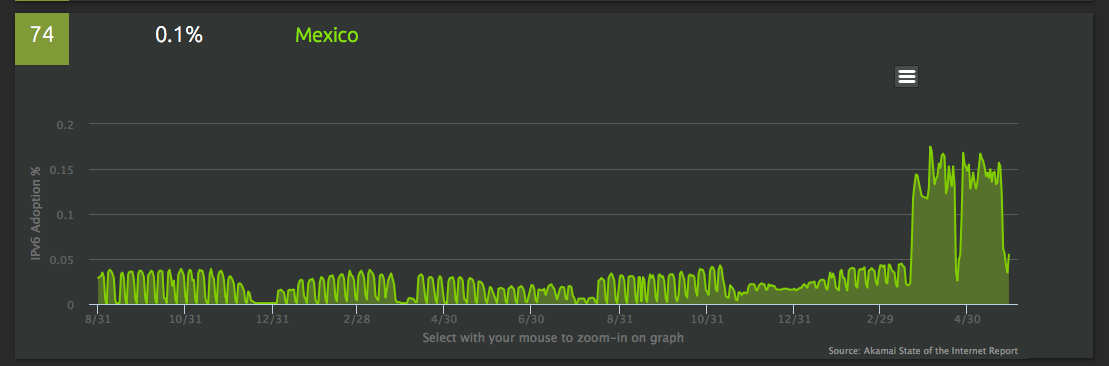 74 0.1% Mexico
0.2
0.15
0.1
0.05
0
IPv6 Adoption %
8/31 10/31 12/31 2/28 4/30 6/30 8/31 10/31 12/31 2/29 4/30
Select with your mouse to zoom-in on graph
Source: Akamai State of the Internet Report